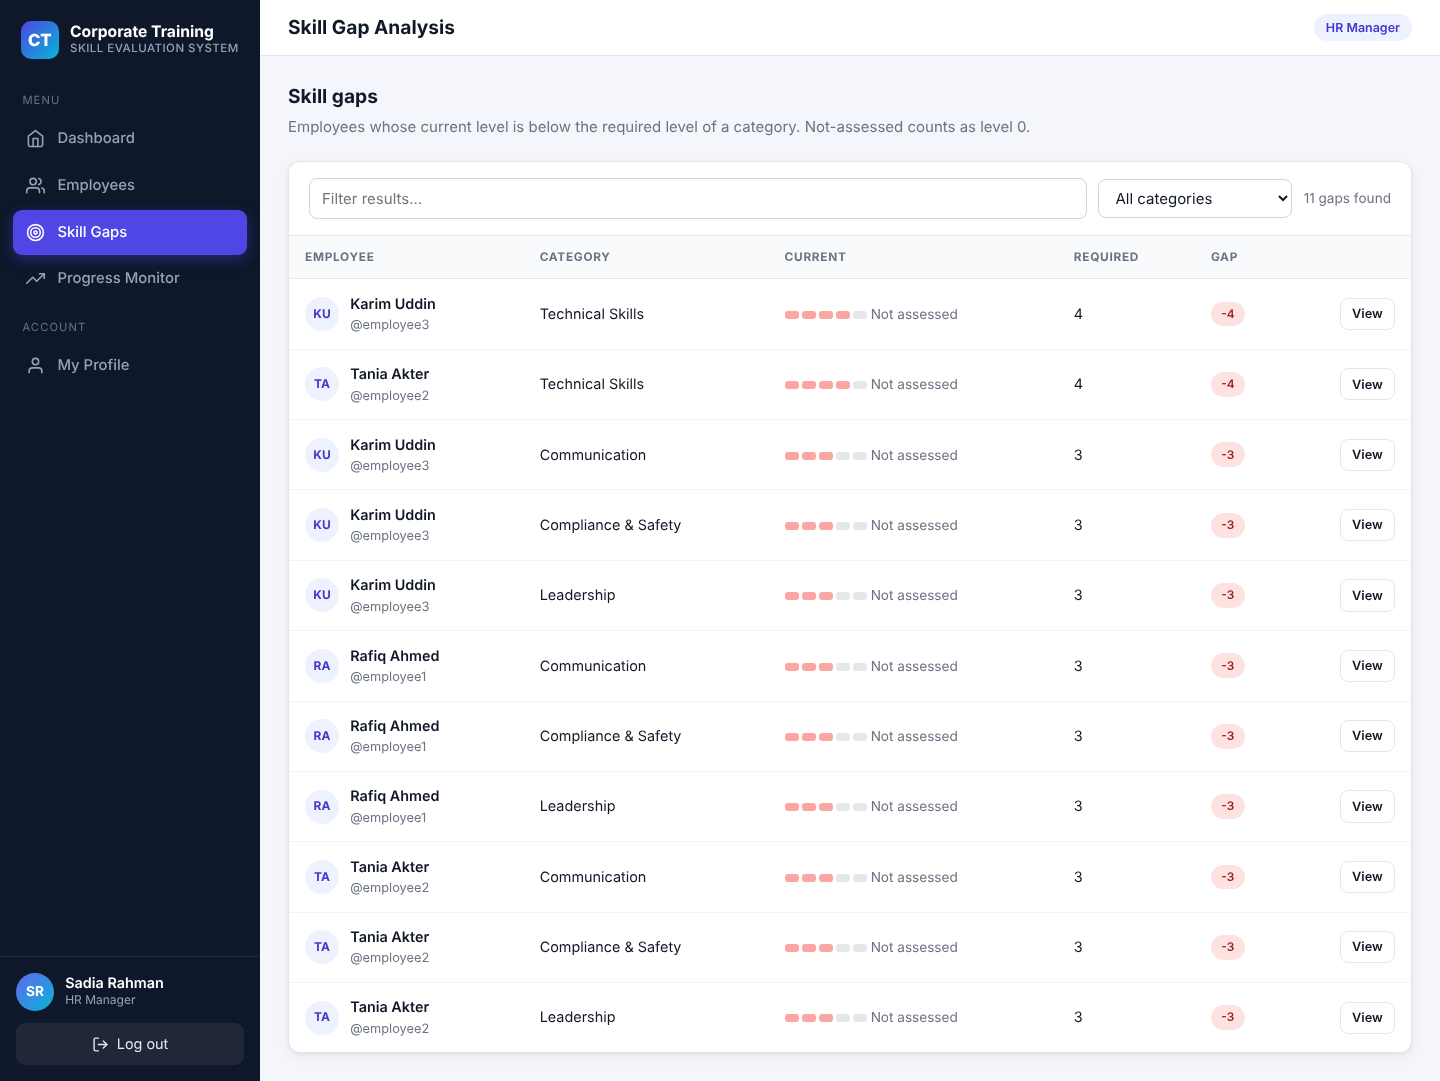 CT
Corporate Training
SKILL EVALUATION SYSTEM
MENU
Dashboard
Employees
Skill Gaps
Progress Monitor
ACCOUNT
My Profile
SR
Sadia Rahman
HR Manager
Log out
Skill Gap Analysis
HR Manager
Skill gaps
Employees whose current level is below the required level of a category. Not-assessed counts as level 0.
Filter results...
All categories
11 gaps found
EMPLOYEE CATEGORY CURRENT REQUIRED GAP
KU Karim Uddin @employee3 Technical Skills Not assessed 4 -4 View
TA Tania Akter @employee2 Technical Skills Not assessed 4 -4 View
KU Karim Uddin @employee3 Communication Not assessed 3 -3 View
KU Karim Uddin @employee3 Compliance & Safety Not assessed 3 -3 View
KU Karim Uddin @employee3 Leadership Not assessed 3 -3 View
RA Rafiq Ahmed @employee1 Communication Not assessed 3 -3 View
RA Rafiq Ahmed @employee1 Compliance & Safety Not assessed 3 -3 View
RA Rafiq Ahmed @employee1 Leadership Not assessed 3 -3 View
TA Tania Akter @employee2 Communication Not assessed 3 -3 View
TA Tania Akter @employee2 Compliance & Safety Not assessed 3 -3 View
TA Tania Akter @employee2 Leadership Not assessed 3 -3 View